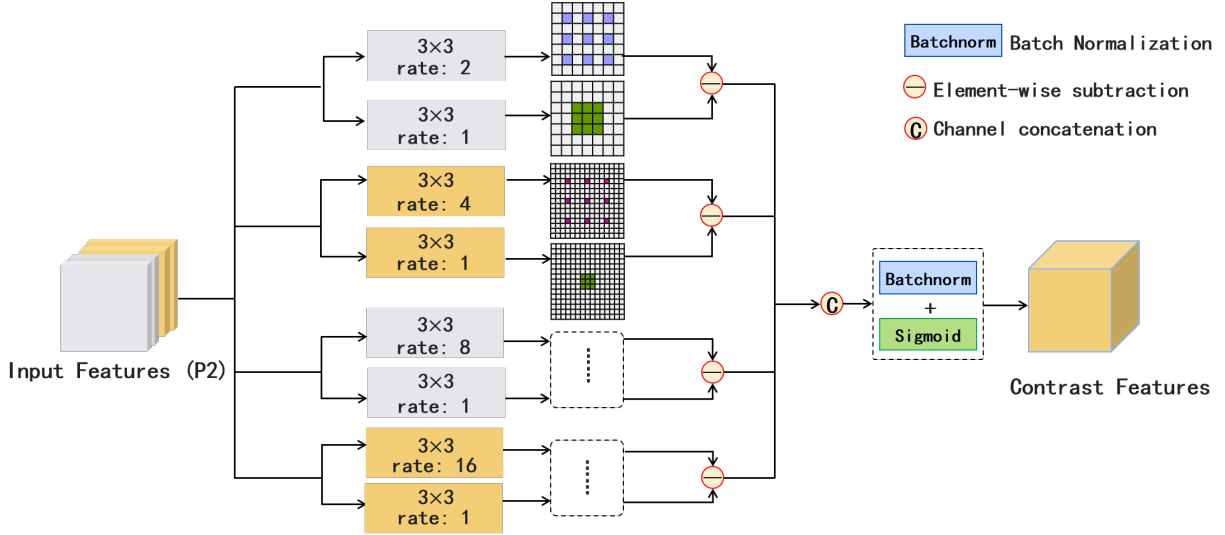 3×3
rate: 2
3×3
rate: 1
3×3
rate: 4
3×3
rate: 1
3×3
rate: 8
3×3
rate: 1
3×3
rate: 16
3×3
rate: 1
Input Features (P2)
C
Batchnorm
+
Sigmoid
Contrast Features
Batchnorm Batch Normalization
Element-wise subtraction
C Channel concatenation